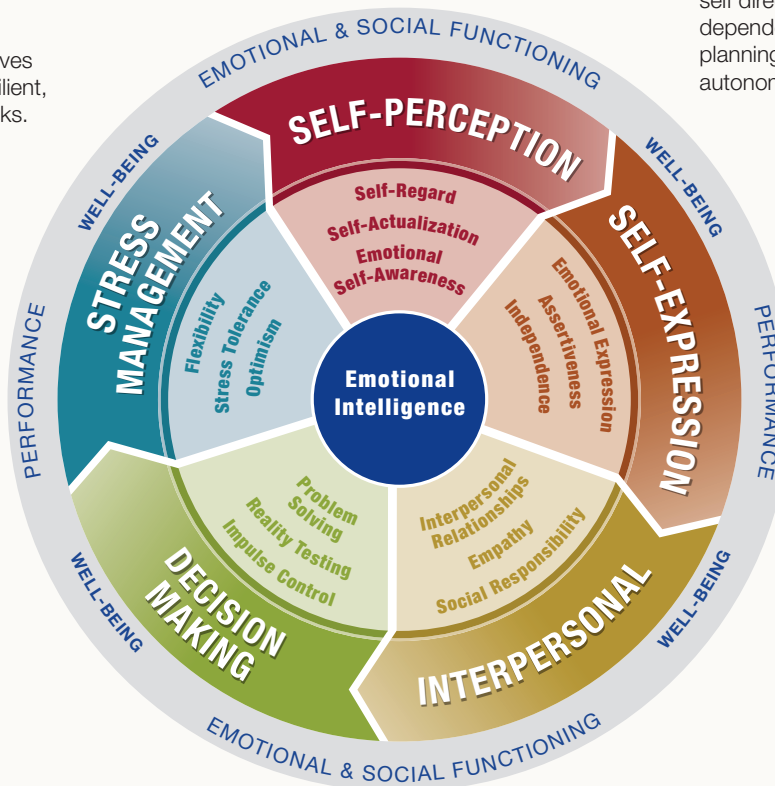 ves
ilient,
ks.
self dire
depend
planning
autonon
EMOTIONAL & SOCIAL FUNCTIONING
WELL-BEING
PERFORMANCE
WELL-BEING
EMOTIONAL & SOCIAL FUNCTIONING
WELL-BEING
PERFORMANCE
WELL-BEING
SELF-PERCEPTION
Self-Regard
Self-Actualization
Emotional
Self-Awareness
SELF-EXPRESSION
Emotional Expression
Assertiveness
Independence
INTERPERSONAL
Interpersonal
Relationships
Empathy
Social Responsibility
DECISION
MAKING
Problem
Solving
Reality Testing
Impulse Control
STRESS
MANAGEMENT
Flexibility
Stress Tolerance
Optimism
Emotional
Intelligence